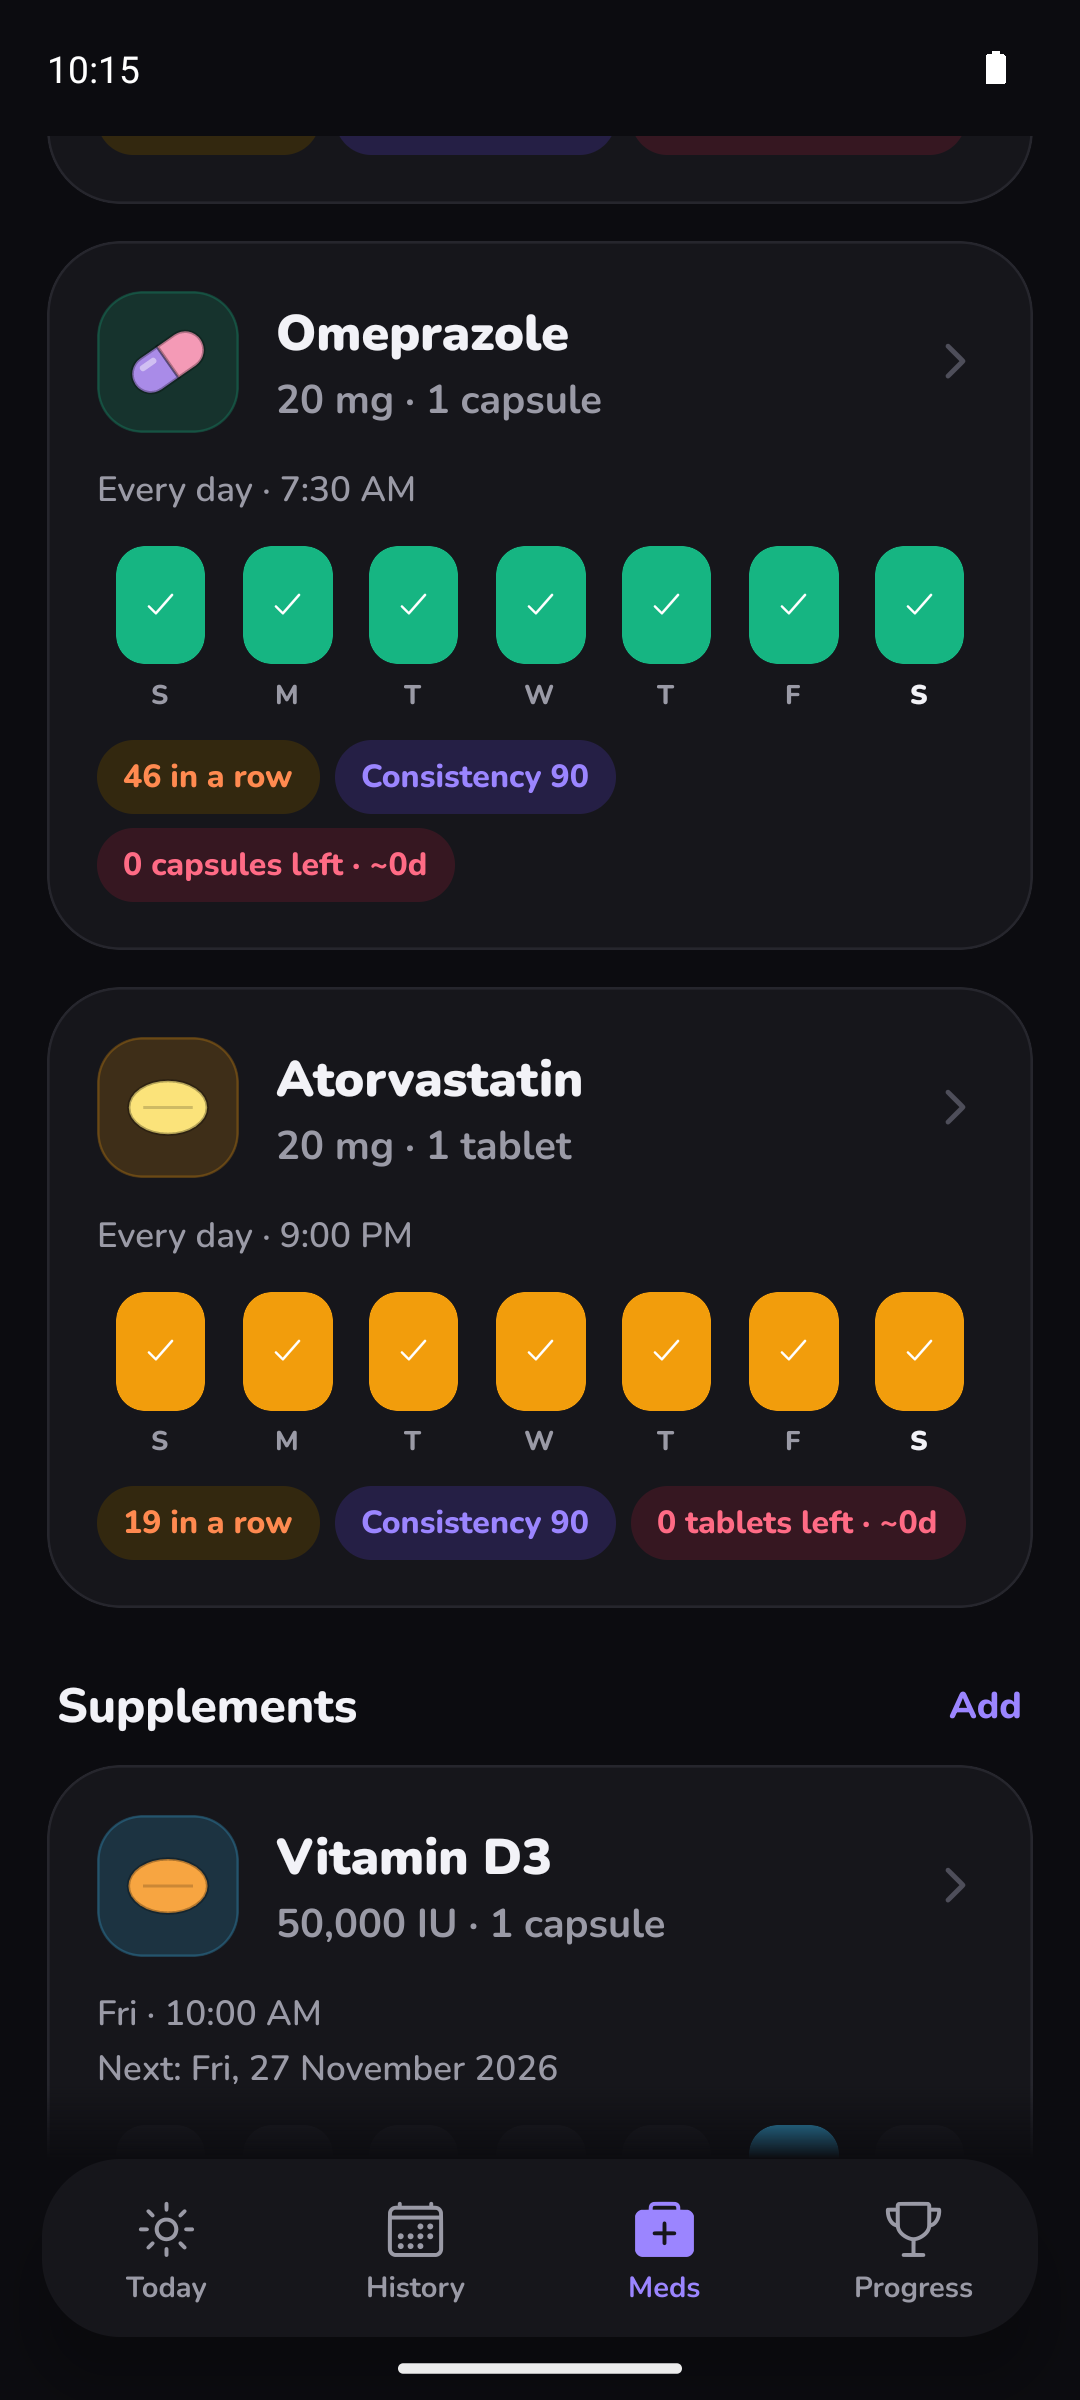 10:15
Omeprazole
20 mg · 1 capsule
Every day · 7:30 AM
S M T W T F S
46 in a row
Consistency 90
0 capsules left · ~0d
Atorvastatin
20 mg · 1 tablet
Every day · 9:00 PM
S M T W T F S
19 in a row
Consistency 90
0 tablets left · ~0d
Supplements
Add
Vitamin D3
50,000 IU · 1 capsule
Fri · 10:00 AM
Next: Fri, 27 November 2026
Today
History
Meds
Progress